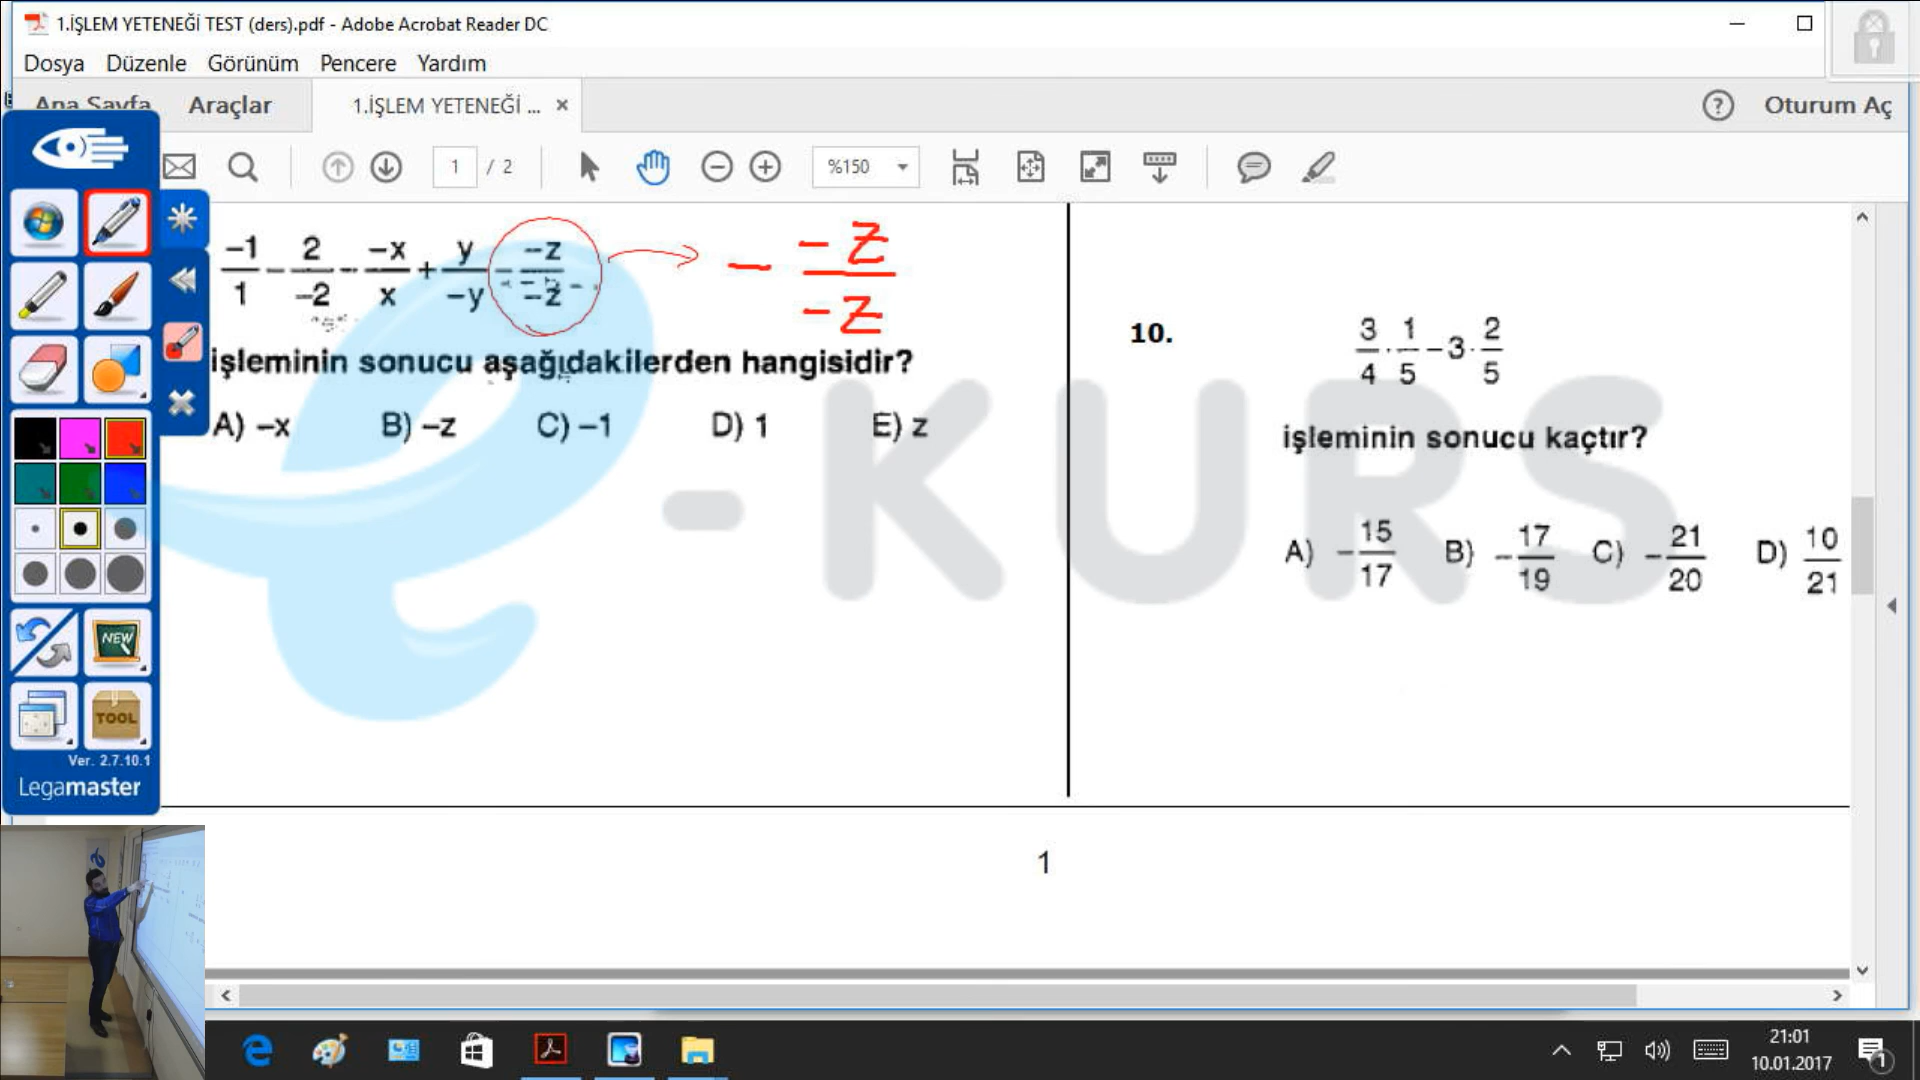 1.İŞLEM YETENEĞİ TEST (ders).pdf - Adobe Acrobat Reader DC
Dosya Düzenle Görünüm Pencere Yardım
Ana Sayfa Araçlar 1.İŞLEM YETENEĞİ ... × ? Oturum Aç
1 / 2 %150
-1/1 - 2/-2 - -x/x + y/-y - -z/-z
- -z/-z
işleminin sonucu aşağıdakilerden hangisidir?
A) -x B) -z C) -1 D) 1 E) z
10.
3/4 · 1/5 - 3 · 2/5
işleminin sonucu kaçtır?
A) -15/17 B) -17/19 C) -21/20 D) 10/21
e-KURS
NEW
TOOL
Ver. 2.7.10.1
Legamaster
1
21:01
10.01.2017
1